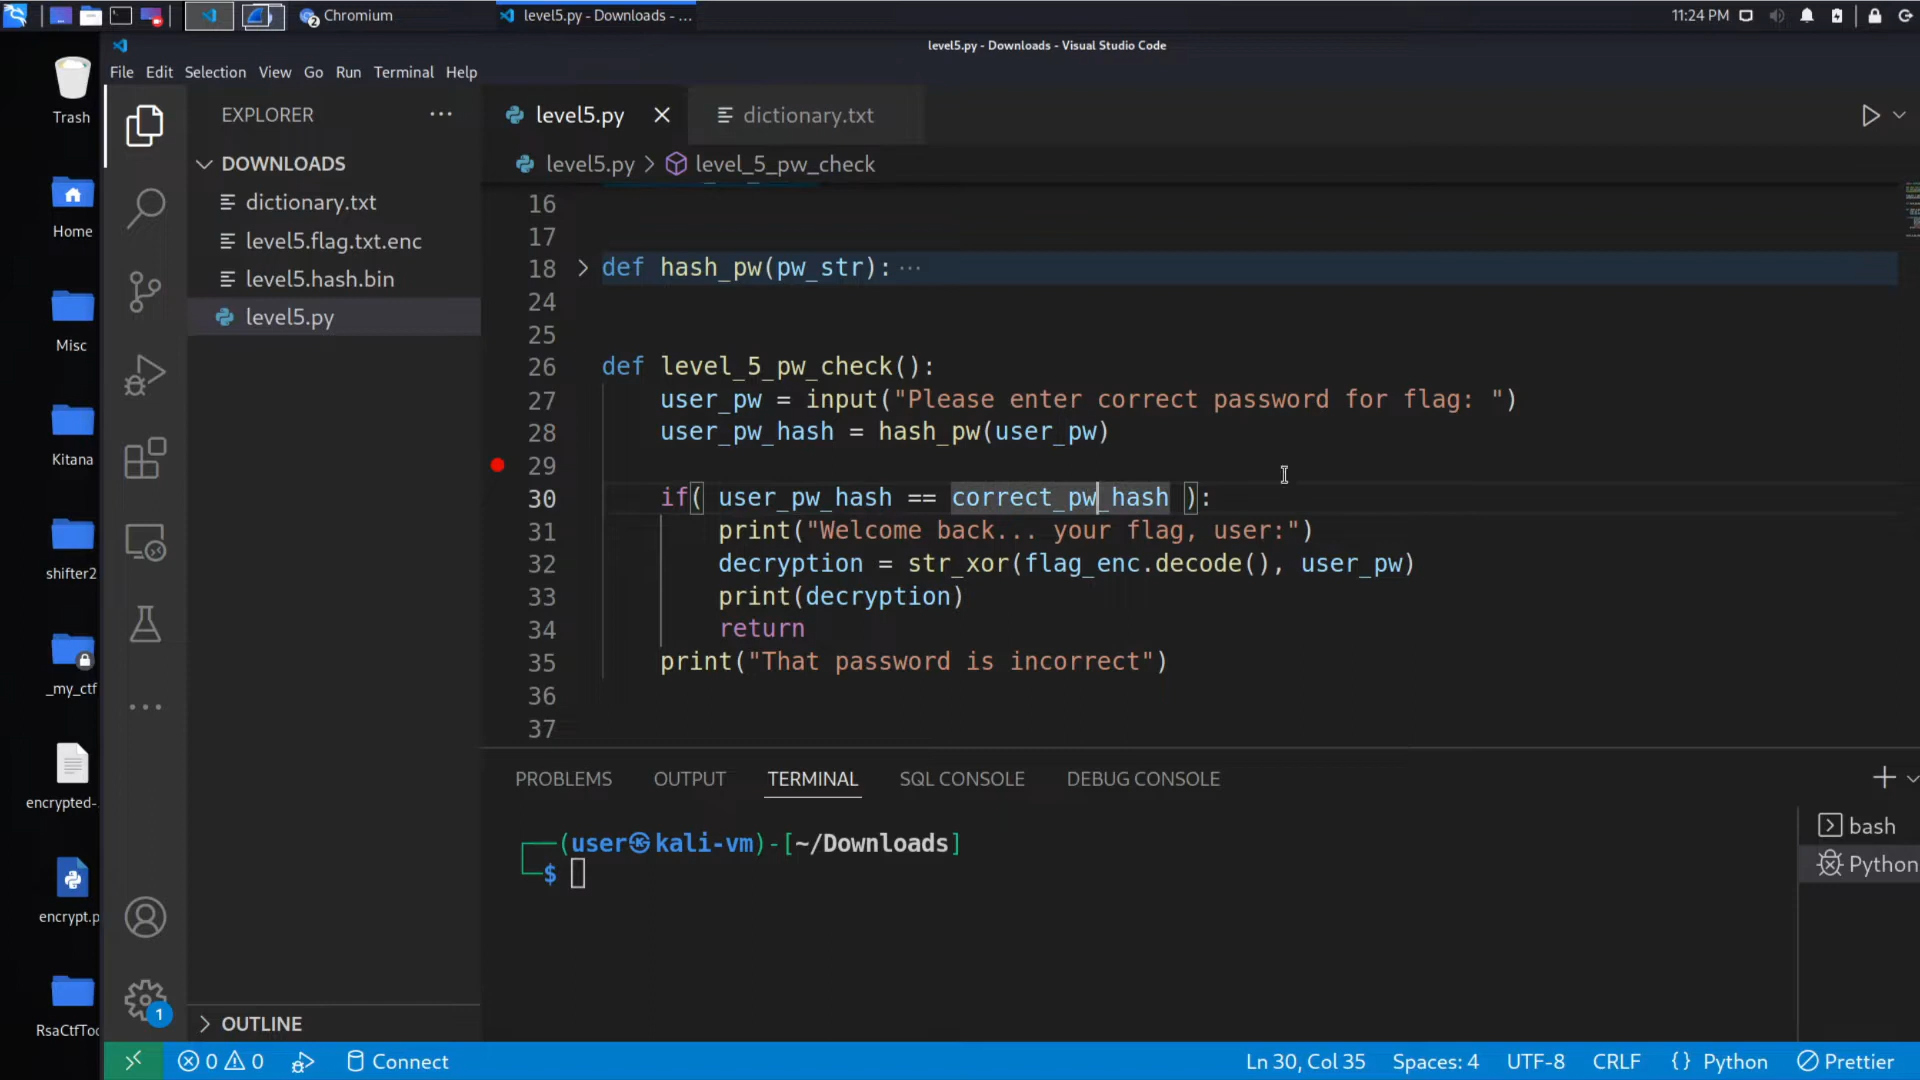 2 Chromium
level5.py - Downloads - ...
11:24 PM
level5.py - Downloads - Visual Studio Code
File Edit Selection View Go Run Terminal Help
Trash
Home
Misc
Kitana
shifter2
_my_ctf
encrypted-
encrypt.p
RsaCtfToo
EXPLORER
DOWNLOADS
dictionary.txt
level5.flag.txt.enc
level5.hash.bin
level5.py
OUTLINE
1
level5.py
dictionary.txt
level5.py > level_5_pw_check
16
17
18 > def hash_pw(pw_str): ...
24
25
26 def level_5_pw_check():
27 user_pw = input("Please enter correct password for flag: ")
28 user_pw_hash = hash_pw(user_pw)
29
30 if( user_pw_hash == correct_pw_hash ):
31 print("Welcome back... your flag, user:")
32 decryption = str_xor(flag_enc.decode(), user_pw)
33 print(decryption)
34 return
35 print("That password is incorrect")
36
37
PROBLEMS OUTPUT TERMINAL SQL CONSOLE DEBUG CONSOLE
(user㉿kali-vm)-[~/Downloads]
$
bash
Python
0 0 Connect
Ln 30, Col 35 Spaces: 4 UTF-8 CRLF {} Python Prettier